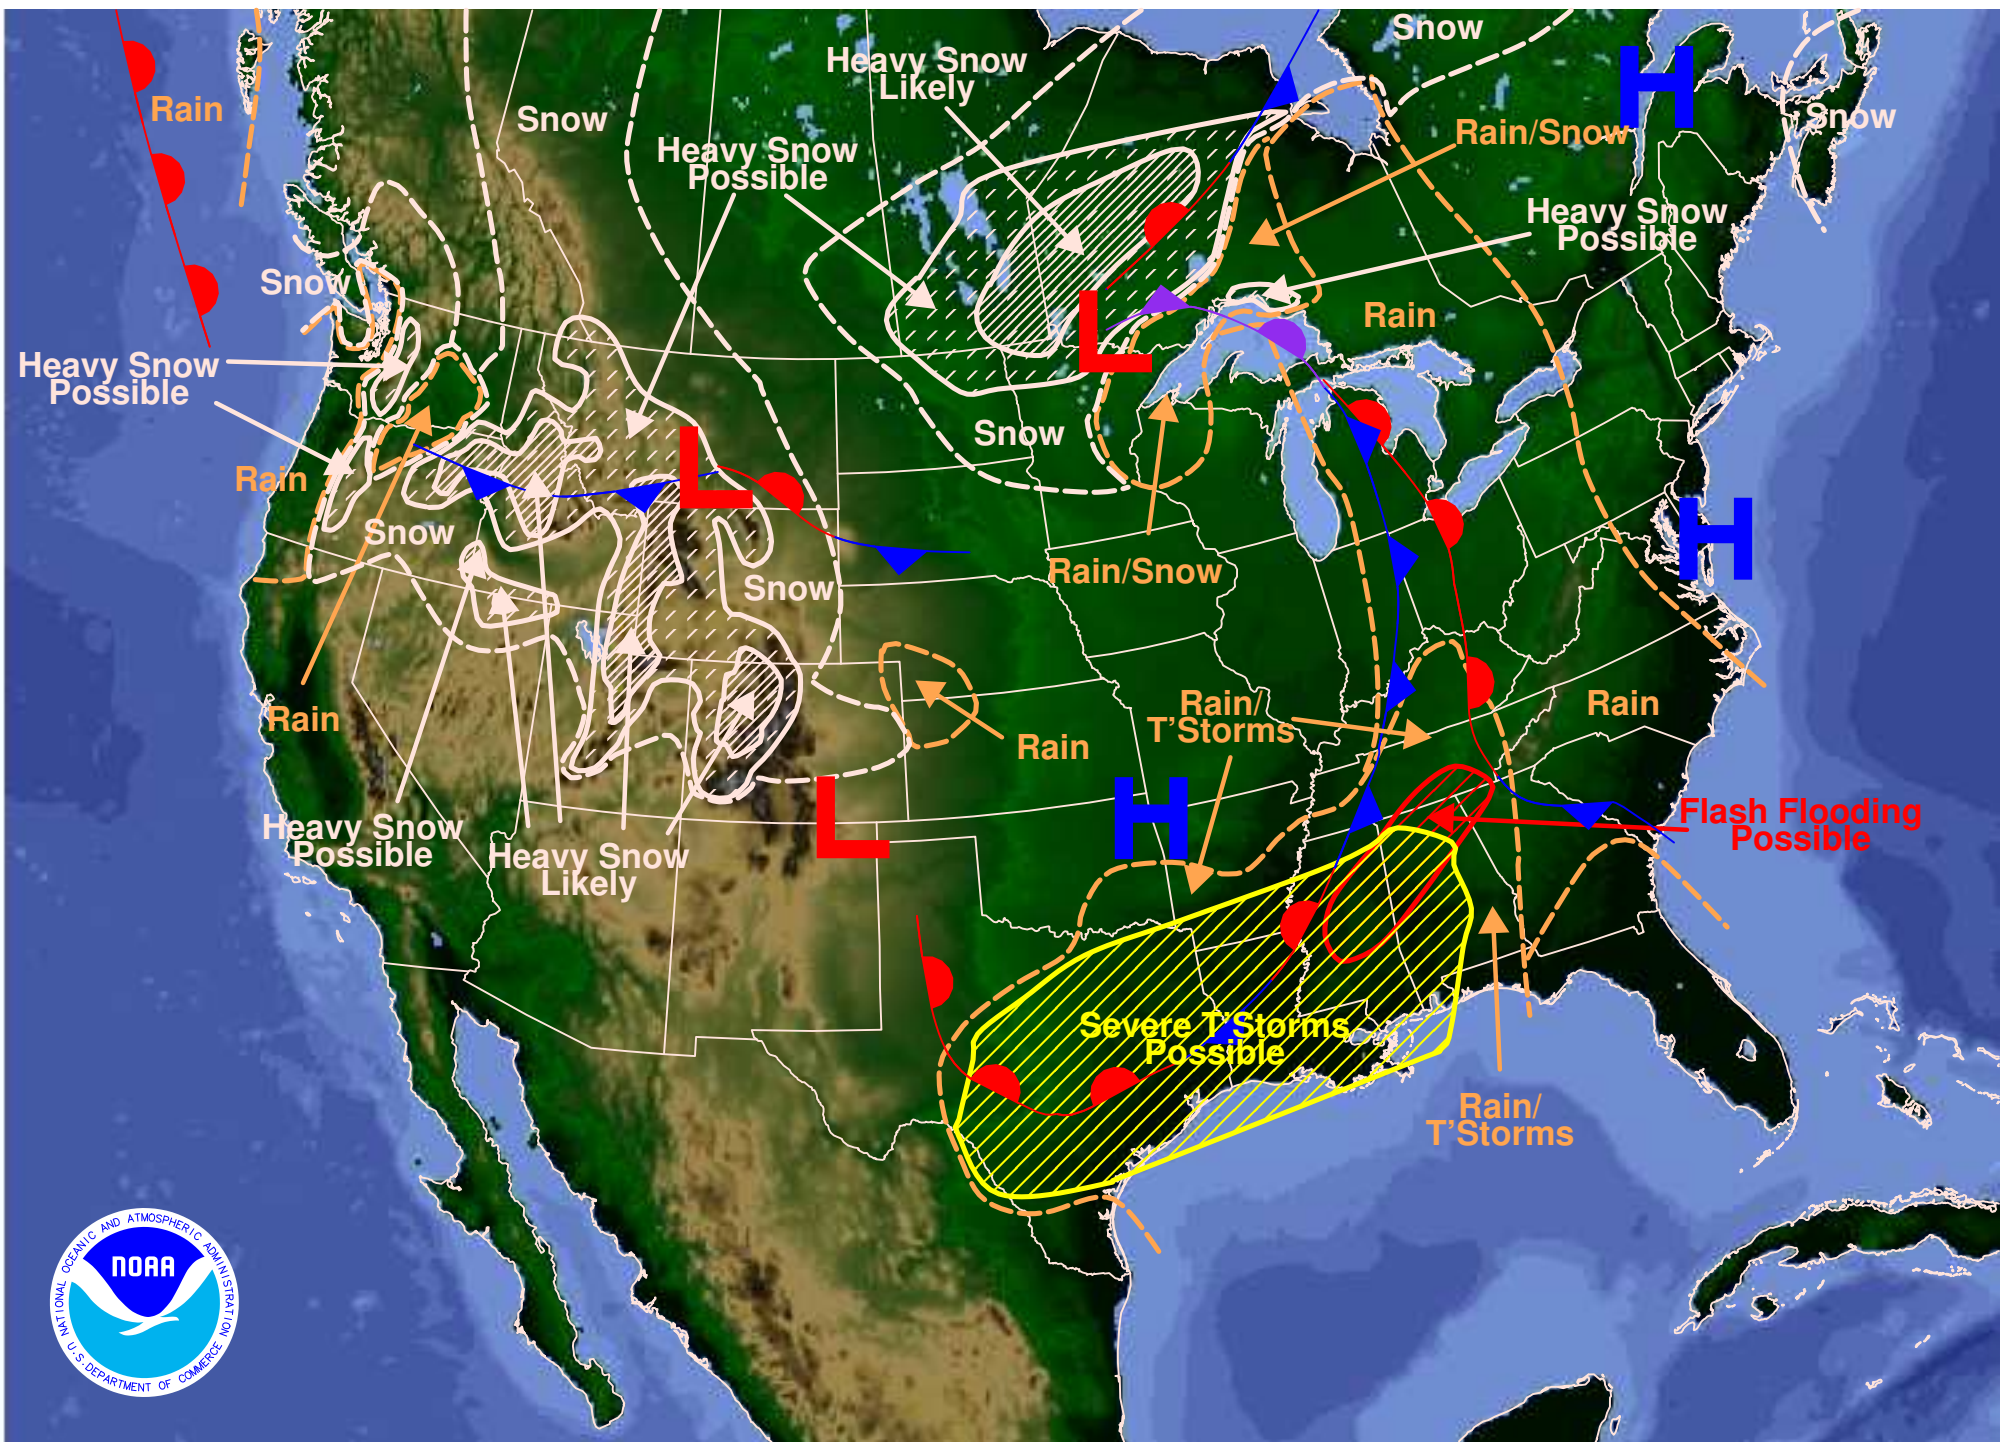 Snow
H
Heavy Snow
Likely
Rain
Snow
Snow
Rain/Snow
Heavy Snow
Possible
Heavy Snow
Possible
Snow
Rain
L
Heavy Snow
Possible
Snow
L
Rain
H
Snow
Rain/Snow
Snow
Rain
Rain/
T'Storms
Rain
Rain
L
H
Flash Flooding
Possible
Heavy Snow
Possible
Heavy Snow
Likely
Severe T'Storms
Possible
Rain/
T'Storms
NATIONAL OCEANIC AND ATMOSPHERIC ADMINISTRATION
NOAA
U.S. DEPARTMENT OF COMMERCE